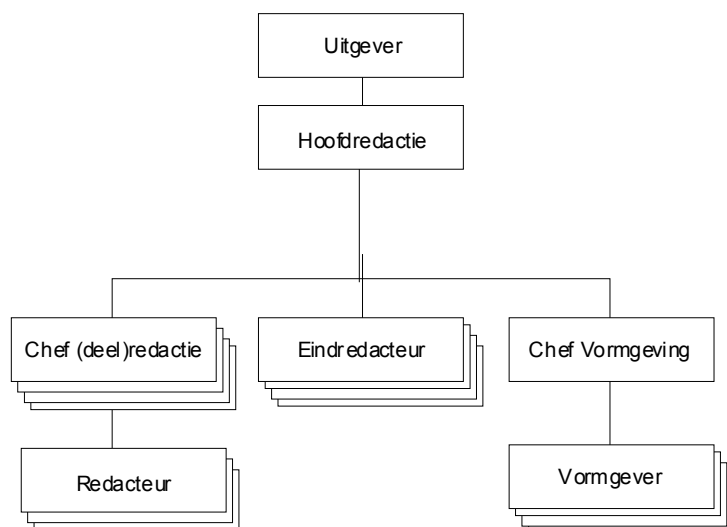 Uitgever
Hoofdredactie
Chef (deel)redactie
Eindredacteur
Chef Vormgeving
Redacteur
Vormgever